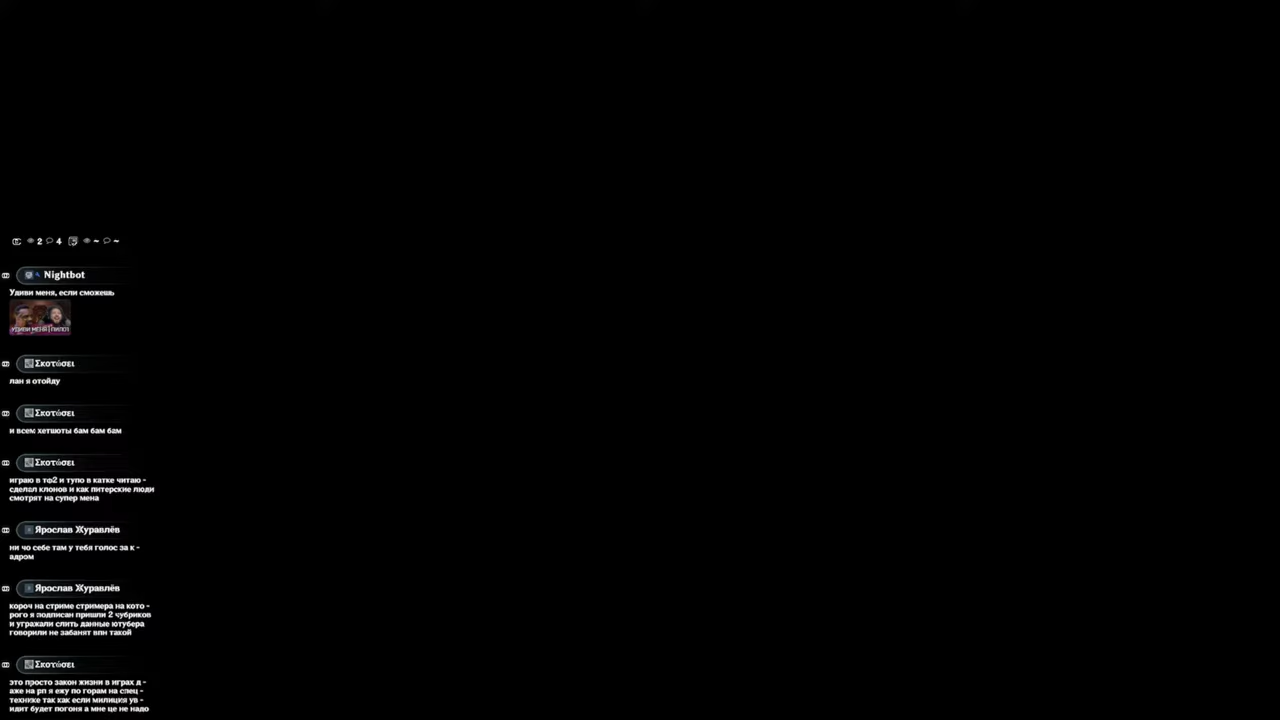 2 4 ~ ~
Nightbot
Удиви меня, если сможешь
УДИВИ МЕНЯ
Σκοτώσει
лан я отойду
Σκοτώσει
и всем хетшоты бам бам бам
Σκοτώσει
играю в тф2 и тупо в катке читаю -
сделал клонов и как питерские люди
смотрят на супер мена
Ярослав Журавлёв
ни чо себе там у тебя голос за к -
адром
Ярослав Журавлёв
короч на стриме стримера на кото -
рого я подписан пришли 2 чубриков
и угражали слить данные ютубера
говорили не забанят впн такой
Σκοτώσει
это просто закон жизни в играх д -
аже на рп я ежу по горам на спец -
технике так как если милиция ув -
идит будет погоня а мне це не надо